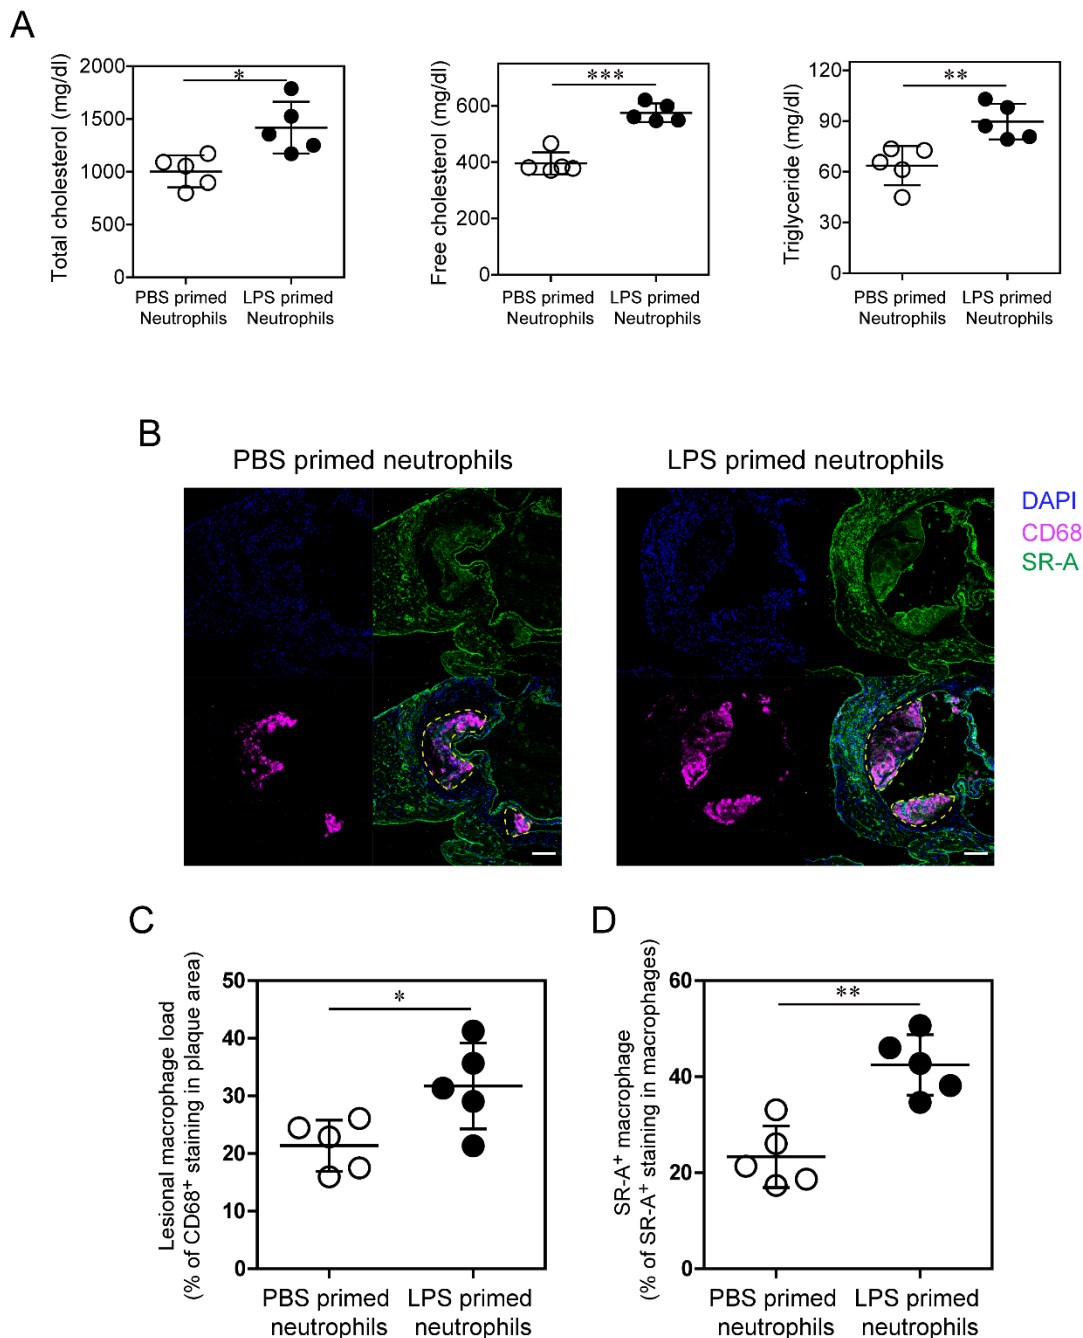 A
Total cholesterol (mg/dl)
2000
1500
1000
500
0
*
PBS primed
Neutrophils
LPS primed
Neutrophils
Free cholesterol (mg/dl)
600
400
200
0
***
PBS primed
Neutrophils
LPS primed
Neutrophils
Triglyceride (mg/dl)
120
90
60
30
0
**
PBS primed
Neutrophils
LPS primed
Neutrophils
B
PBS primed neutrophils
LPS primed neutrophils
DAPI
CD68
SR-A
C
Lesional macrophage load
(% of CD68⁺ staining in plaque area)
50
40
30
20
10
0
*
PBS primed
neutrophils
LPS primed
neutrophils
D
SR-A⁺ macrophage
(% of SR-A⁺ staining in macrophages)
60
40
20
0
**
PBS primed
neutrophils
LPS primed
neutrophils